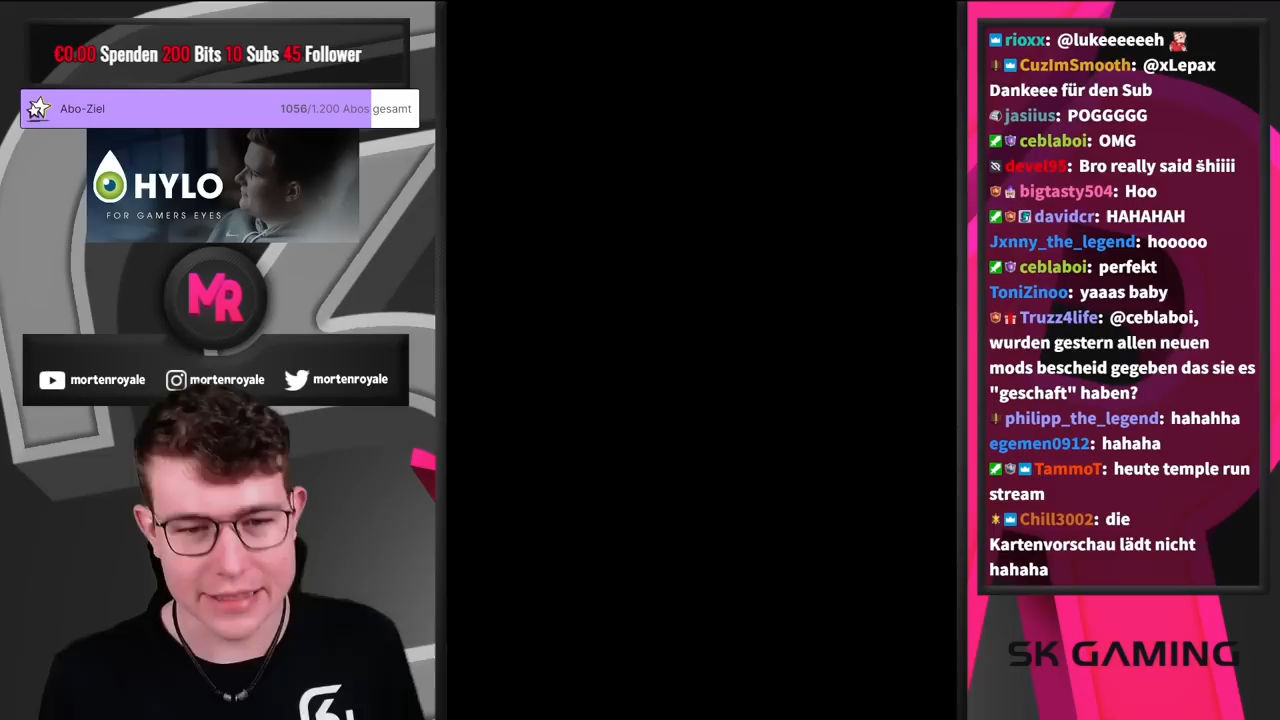 €0.00 Spenden 200 Bits 10 Subs 45 Follower
Abo-Ziel 1056/1.200 Abos gesamt
HYLO
FOR GAMERS EYES
MR
mortenroyale mortenroyale mortenroyale
rioxx: @lukeeeeeeh
CuzImSmooth: @xLepax
Dankeee für den Sub
jasiius: POGGGGG
ceblaboi: OMG
devel95: Bro really said šhiiii
bigtasty504: Hoo
davidcr: HAHAHAH
Jxnny_the_legend: hooooo
ceblaboi: perfekt
ToniZinoo: yaaas baby
Truzz4life: @ceblaboi,
wurden gestern allen neuen
mods bescheid gegeben das sie es
"geschaft" haben?
philipp_the_legend: hahahha
egemen0912: hahaha
TammoT: heute temple run
stream
Chill3002: die
Kartenvorschau lädt nicht
hahaha
SK GAMING